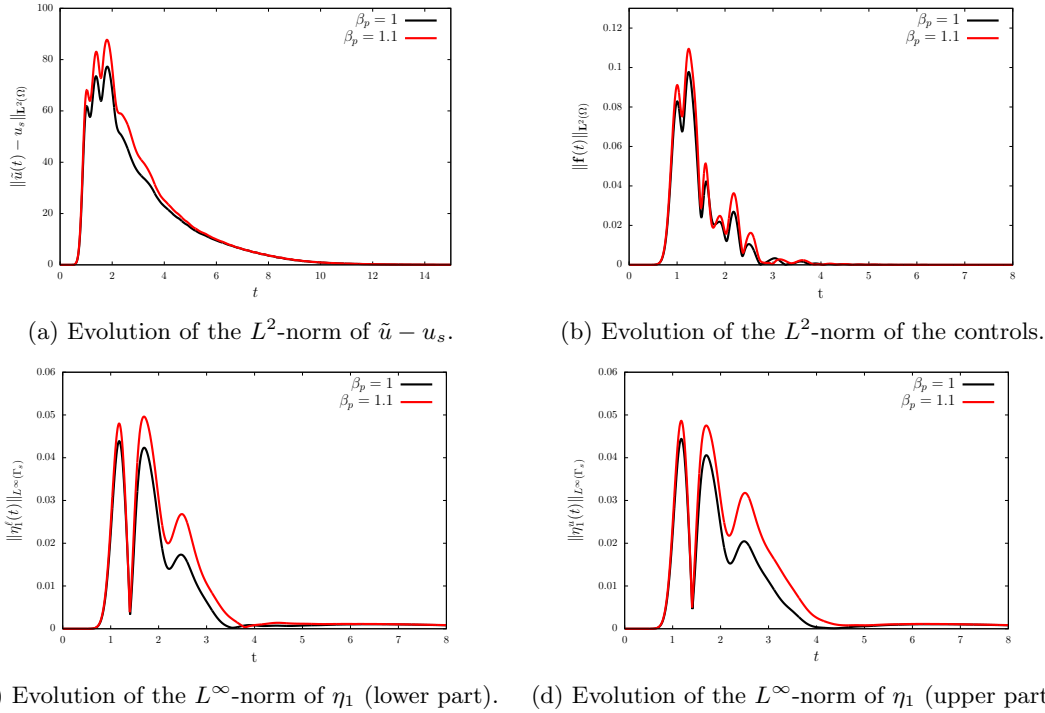 100
80
60
40
20
0
0 2 4 6 8 10 12 14
t
‖ũ(t) − u_s‖_{L²(Ω)}
β_p = 1
β_p = 1.1
(a) Evolution of the L²-norm of ũ − u_s.
0.12
0.1
0.08
0.06
0.04
0.02
0
0 1 2 3 4 5 6 7 8
t
‖f(t)‖_{L²(Ω)}
β_p = 1
β_p = 1.1
(b) Evolution of the L²-norm of the controls.
0.06
0.05
0.04
0.03
0.02
0.01
0
0 1 2 3 4 5 6 7 8
t
‖η₁^ℓ(t)‖_{L^∞(Γ_s)}
β_p = 1
β_p = 1.1
) Evolution of the L^∞-norm of η₁ (lower part).
0.06
0.05
0.04
0.03
0.02
0.01
0
0 1 2 3 4 5 6 7 8
t
‖η₁^u(t)‖_{L^∞(Γ_s)}
β_p = 1
β_p = 1.1
(d) Evolution of the L^∞-norm of η₁ (upper part